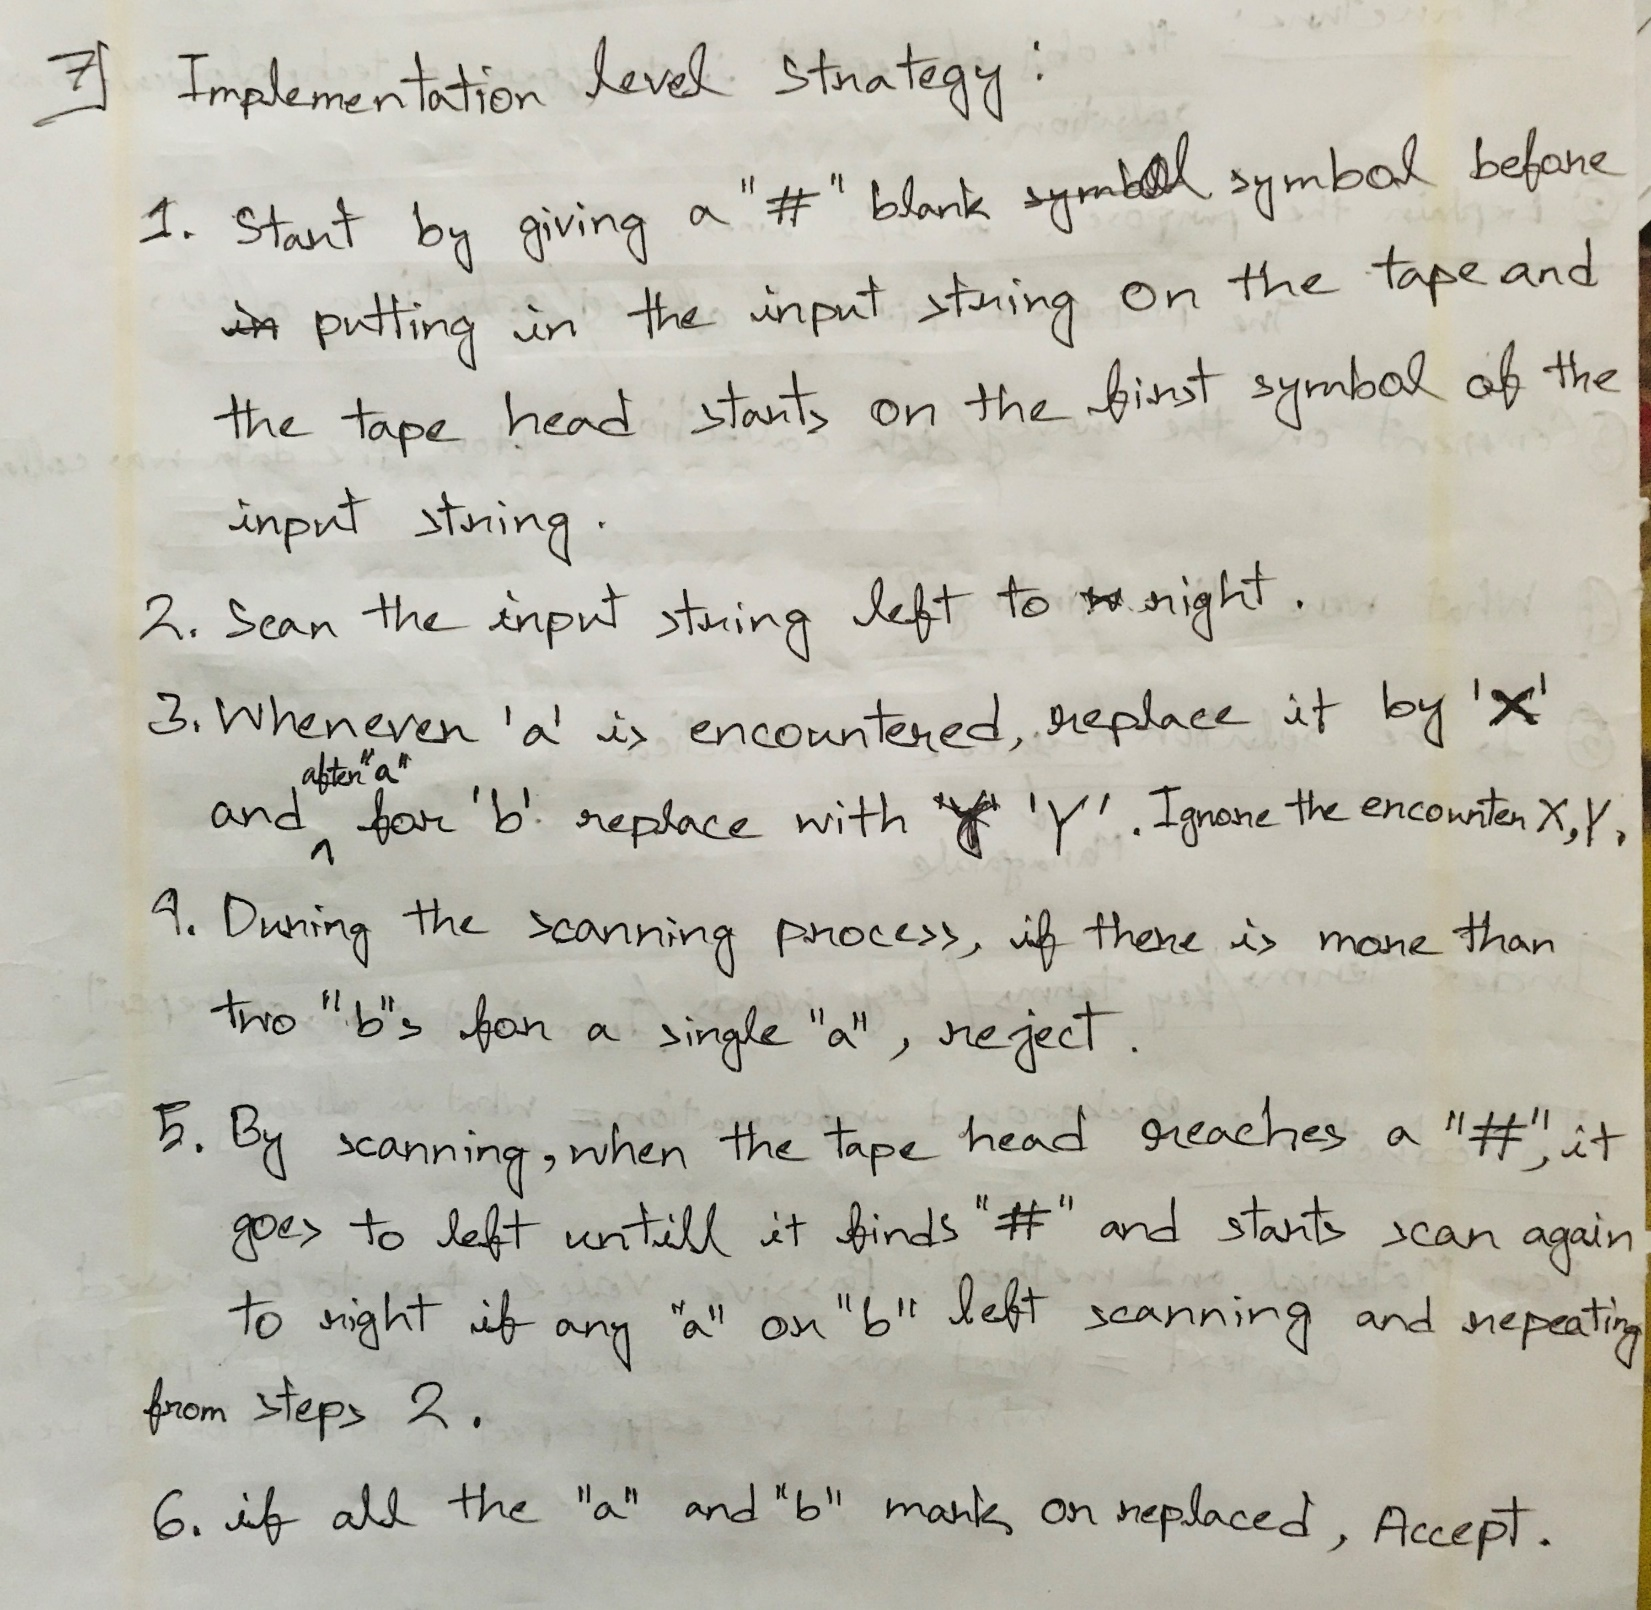 7] Implementation level strategy:
1. Start by giving a "#" blank symbol symbol before
in putting in the input string on the tape and
the tape head starts on the first symbol of the
input string.
2. Scan the input string left to right.
3. Whenever 'a' is encountered, replace it by 'X'
after "a"
and ^ for 'b' replace with 'Y' 'Y'. Ignore the encounter X,Y,
4. During the scanning process, if there is more than
two "b"s for a single "a", reject.
5. By scanning, when the tape head reaches a "#", it
goes to left untill it finds "#" and starts scan again
to right if any "a" or "b" left scanning and repeating
from steps 2.
6. if all the "a" and "b" mark or replaced, Accept.